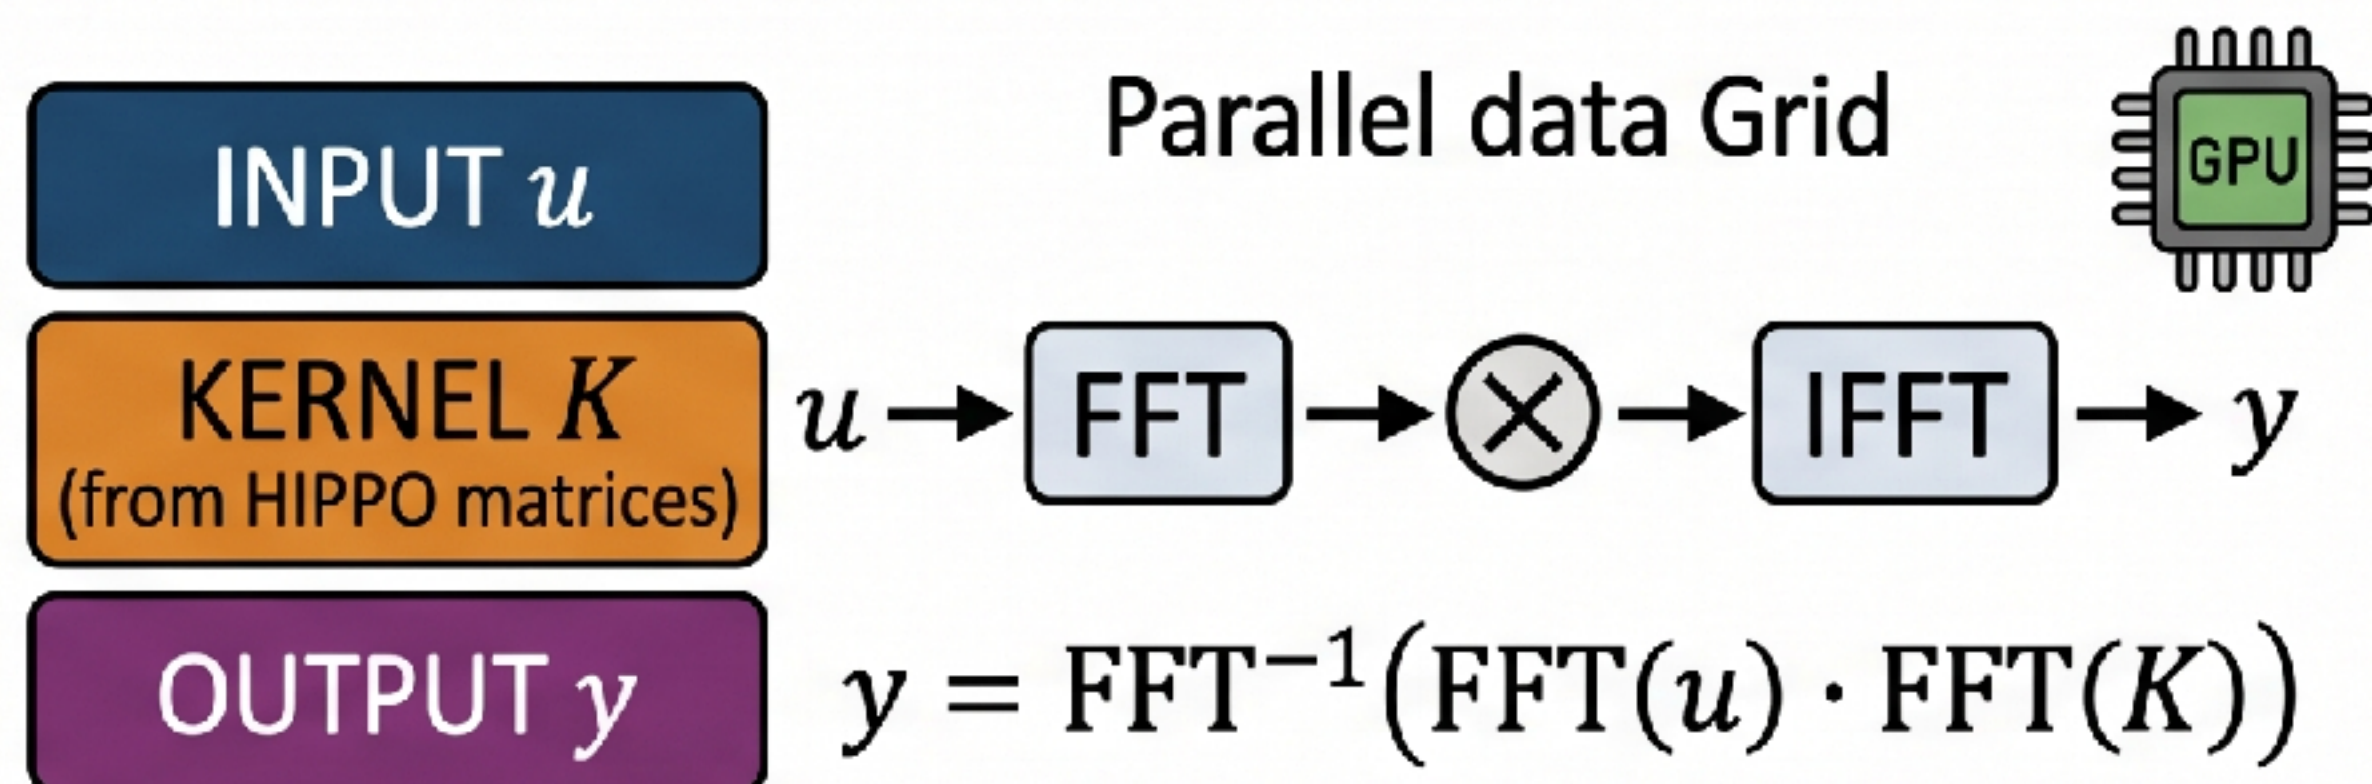 INPUT u
Parallel data Grid
GPU
KERNEL K
(from HIPPO matrices)
u → FFT → ⊗ → IFFT → y
OUTPUT y
y = FFT⁻¹(FFT(u) · FFT(K))